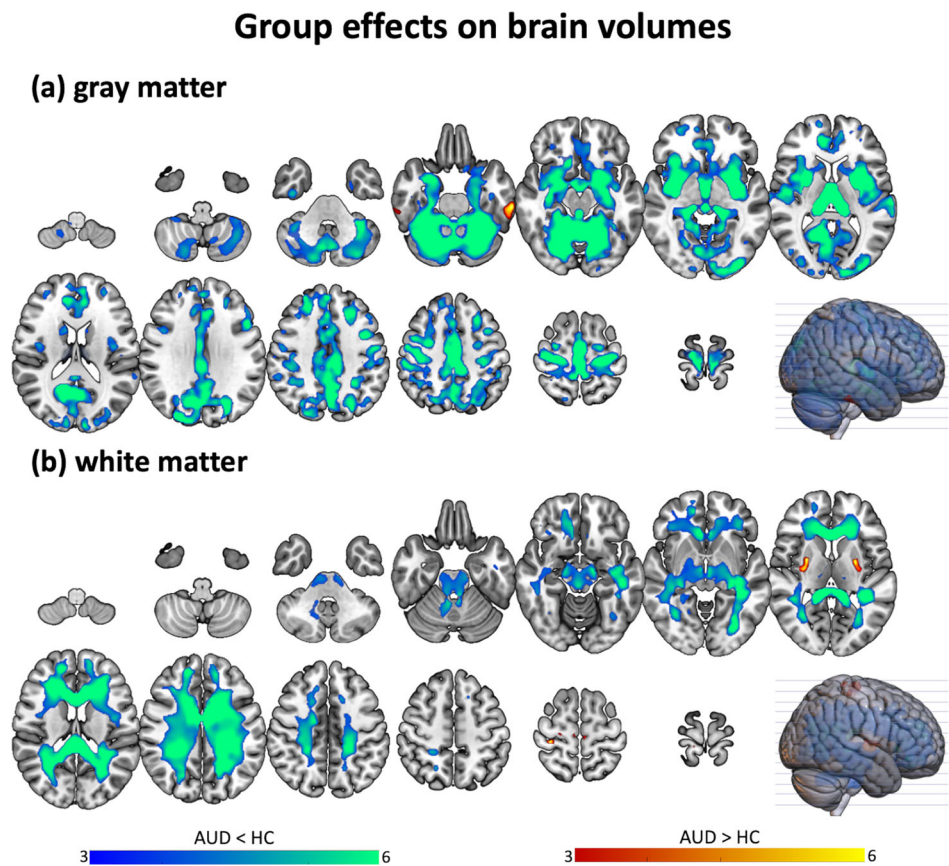 Group effects on brain volumes
(a) gray matter
(b) white matter
AUD < HC
3 6
AUD > HC
3 6